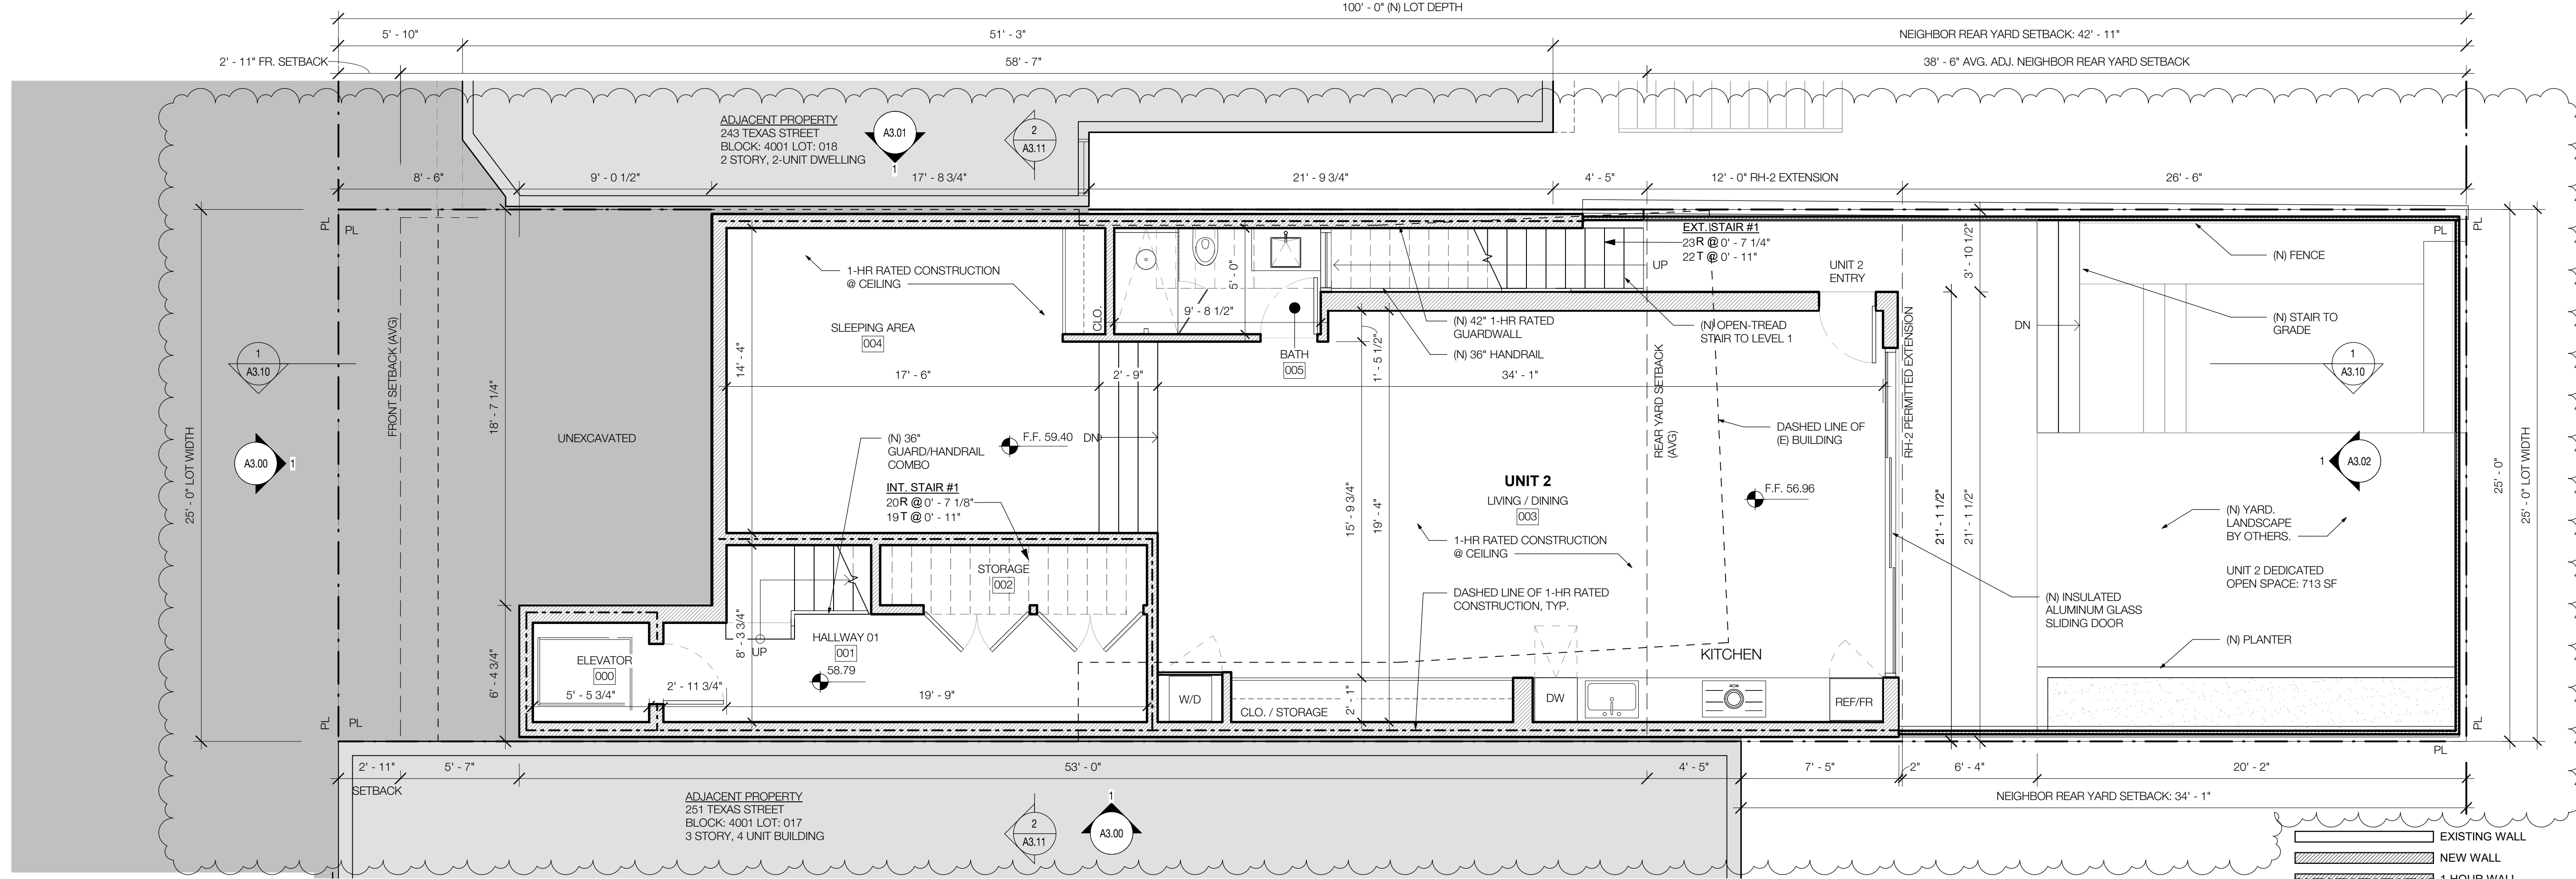 100' - 0" (N) LOT DEPTH
5' - 10"
51' - 3"
NEIGHBOR REAR YARD SETBACK: 42' - 11"
2' - 11" FR. SETBACK
58' - 7"
38' - 6" AVG. ADJ. NEIGHBOR REAR YARD SETBACK
ADJACENT PROPERTY
243 TEXAS STREET
BLOCK: 4001 LOT: 018
2 STORY, 2-UNIT DWELLING
A3.01
1
2
A3.11
8' - 6"
9' - 0 1/2"
17' - 8 3/4"
21' - 9 3/4"
4' - 5"
12' - 0" RH-2 EXTENSION
26' - 6"
PL
PL
PL
PL
EXT. STAIR #1
23R @ 0' - 7 1/4"
22T @ 0' - 11"
UP
UNIT 2
ENTRY
3' - 10 1/2"
(N) FENCE
1-HR RATED CONSTRUCTION
@ CEILING
CLO.
5' - 0"
9' - 8 1/2"
SLEEPING AREA
004
(N) 42" 1-HR RATED
GUARDWALL
(N) 36" HANDRAIL
(N) OPEN-TREAD
STAIR TO LEVEL 1
DN
(N) STAIR TO
GRADE
BATH
005
1' - 5 1/2"
1
A3.10
1
A3.10
FRONT SETBACK (AVG)
14' - 4"
17' - 6"
2' - 9"
34' - 1"
REAR YARD SETBACK
(AVG)
RH-2 PERMITTED EXTENSION
25' - 0" LOT WIDTH
18' - 7 1/4"
UNEXCAVATED
(N) 36"
GUARD/HANDRAIL
COMBO
F.F. 59.40
DN
DASHED LINE OF
(E) BUILDING
A3.00
1
1
A3.02
INT. STAIR #1
20R @ 0' - 7 1/8"
19T @ 0' - 11"
UNIT 2
LIVING / DINING
003
F.F. 56.96
15' - 9 3/4"
19' - 4"
21' - 1 1/2"
21' - 1 1/2"
25' - 0"
25' - 0" LOT WIDTH
(N) YARD.
LANDSCAPE
BY OTHERS.
UNIT 2 DEDICATED
OPEN SPACE: 713 SF
1-HR RATED CONSTRUCTION
@ CEILING
STORAGE
002
DASHED LINE OF 1-HR RATED
CONSTRUCTION, TYP.
(N) INSULATED
ALUMINUM GLASS
SLIDING DOOR
(N) PLANTER
8' - 3 3/4"
UP
HALLWAY 01
001
58.79
KITCHEN
ELEVATOR
000
6' - 4 3/4"
5' - 5 3/4"
2' - 11 3/4"
19' - 9"
W/D
CLO. / STORAGE
2' - 1"
DW
REF/FR
PL
PL
PL
PL
2' - 11"
SETBACK
5' - 7"
53' - 0"
4' - 5"
7' - 5"
2"
6' - 4"
20' - 2"
ADJACENT PROPERTY
251 TEXAS STREET
BLOCK: 4001 LOT: 017
3 STORY, 4 UNIT BUILDING
2
A3.11
1
A3.00
NEIGHBOR REAR YARD SETBACK: 34' - 1"
EXISTING WALL
NEW WALL
1 HOUR WALL